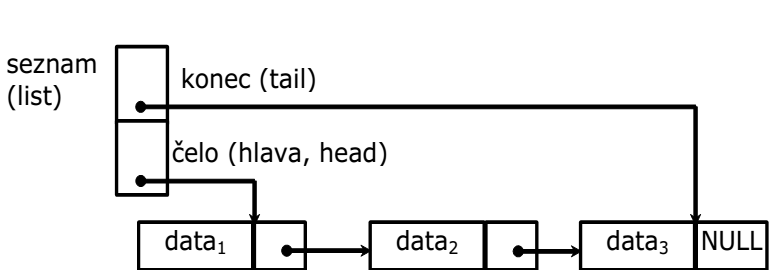 seznam
(list)
konec (tail)
čelo (hlava, head)
data₁
data₂
data₃
NULL